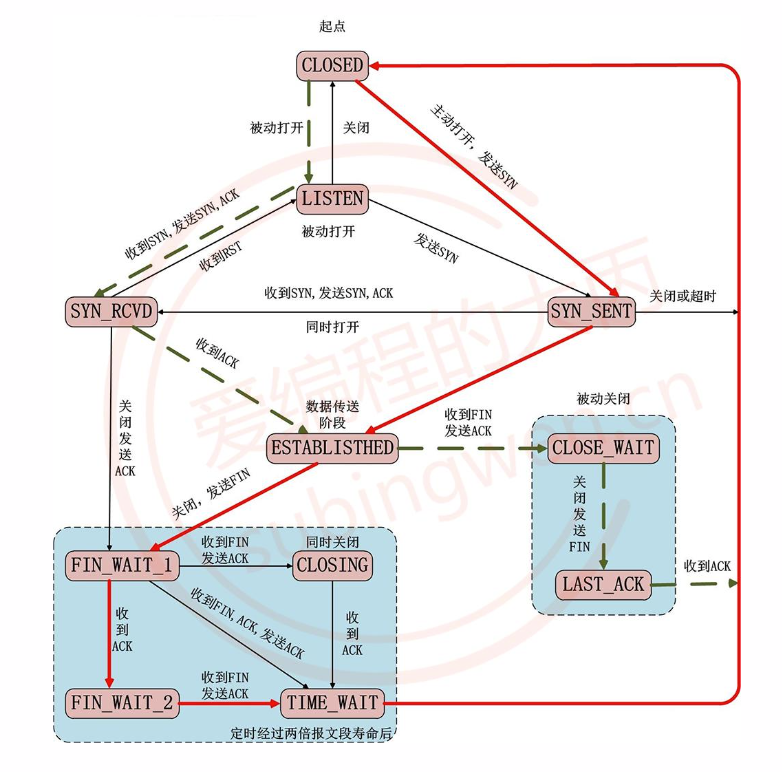 起点
CLOSED
被动打开
关闭
主动打开，发送SYN
LISTEN
被动打开
收到SYN,发送SYN,ACK
收到RST
发送SYN
SYN_RCVD
收到SYN,发送SYN,ACK
同时打开
SYN_SENT
关闭或超时
收到ACK
数据传送
阶段
ESTABLISTHED
收到FIN
发送ACK
被动关闭
CLOSE_WAIT
关闭发送ACK
关闭，发送FIN
关闭发送FIN
LAST_ACK
收到ACK
FIN_WAIT_1
收到FIN
发送ACK
同时关闭
CLOSING
收到ACK
收到FIN,ACK,发送ACK
收到ACK
FIN_WAIT_2
收到FIN
发送ACK
TIME_WAIT
定时经过两倍报文段寿命后
爱编程的大丙
subingwen.cn